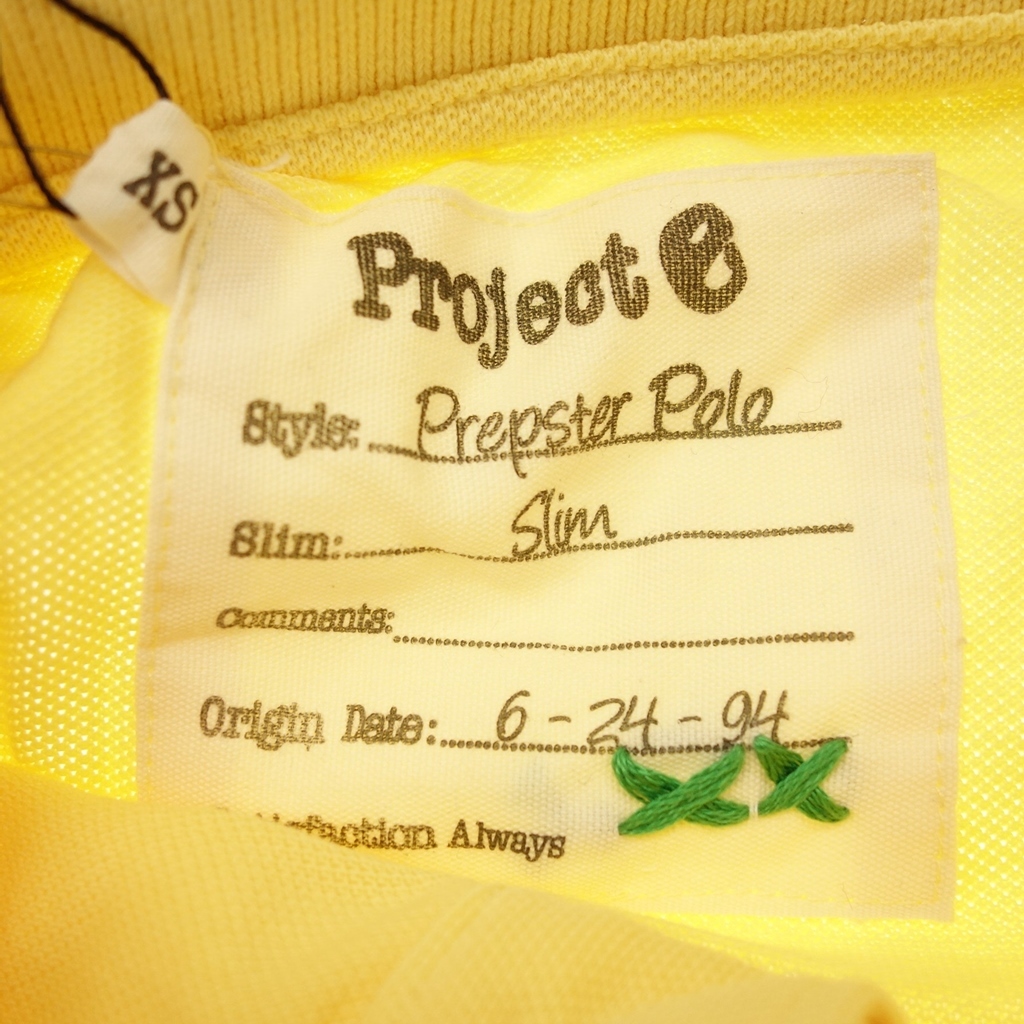 XS
Project E
Style: Prepster Polo
Slim: Slim
Comments:
Origin Date: 6-24-94
Always